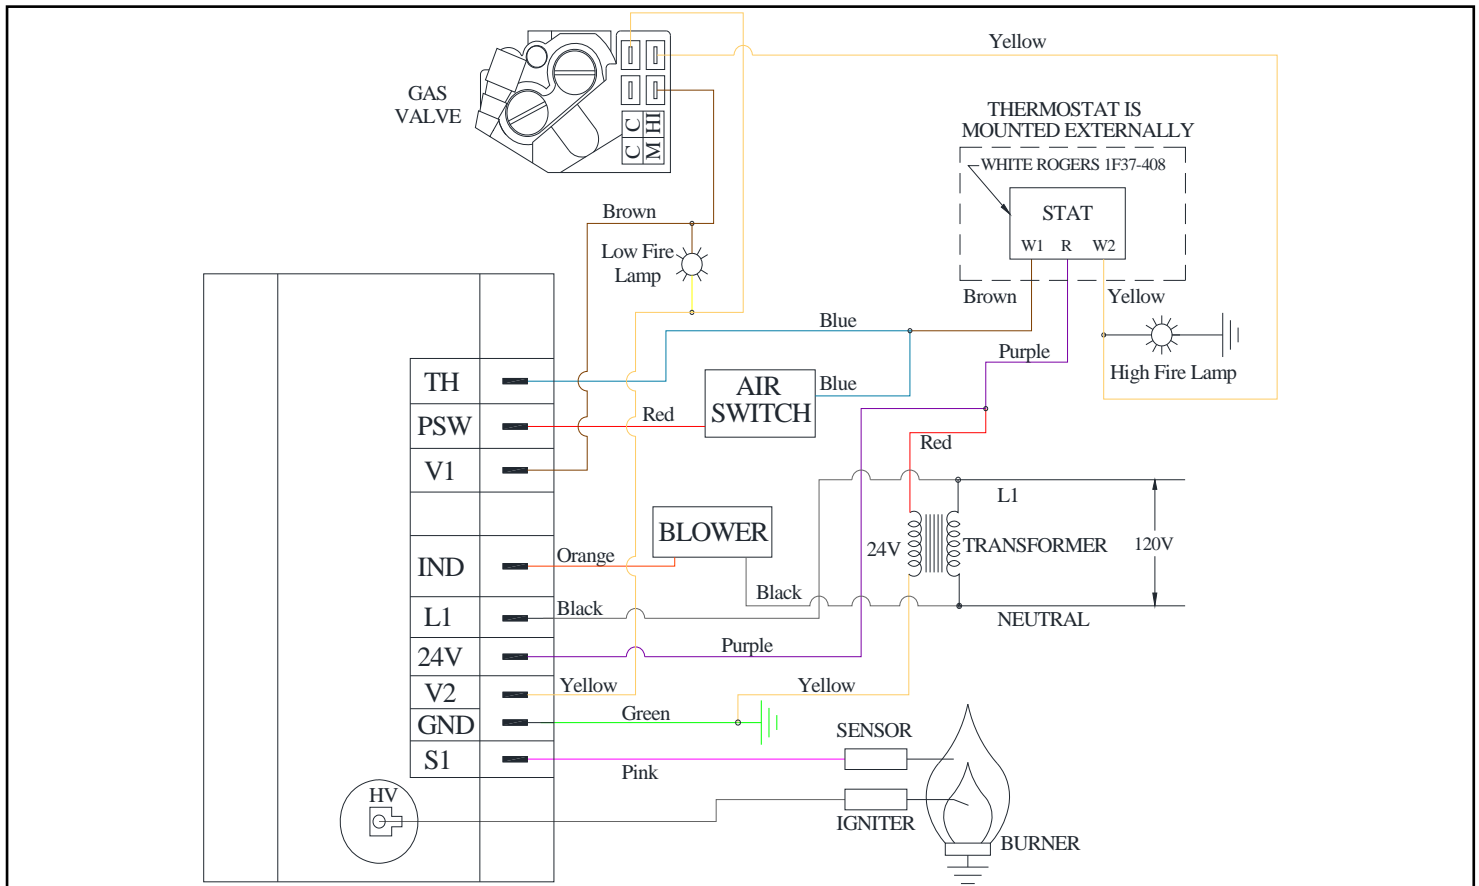 Yellow
GAS
VALVE
C C
HI
M
THERMOSTAT IS
MOUNTED EXTERNALLY
WHITE ROGERS 1F37-408
STAT
W1 R W2
Brown
Low Fire
Lamp
Brown
Yellow
Blue
Purple
High Fire Lamp
TH
AIR
SWITCH
Blue
PSW
Red
Red
V1
L1
BLOWER
24V
TRANSFORMER
120V
IND
Orange
Black
L1
Black
NEUTRAL
24V
Purple
V2
Yellow
Yellow
GND
Green
S1
Pink
SENSOR
HV
IGNITER
BURNER